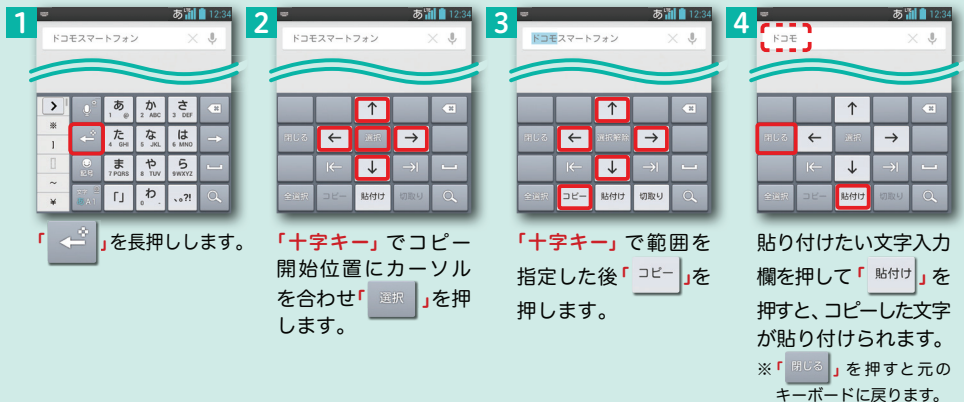 1
あ 12:34
ドコモスマートフォン
※
]
~
¥
あ 1 @
か 2 ABC
さ 3 DEF
た 4 GHI
な 5 JKL
は 6 MNO
記号
ま 7 PQRS
や 8 TUV
ら 9 WXYZ
「」
わ
、。?!
「 」を長押しします。
2
あ 12:34
ドコモスマートフォン
↑
閉じる ← 選択 →
|← ↓ →|
全選択 コピー 貼付け 切取り
「十字キー」でコピー
開始位置にカーソル
を合わせ「 選択 」を押
します。
3
あ 12:34
ドコモスマートフォン
↑
閉じる ← 選択解除 →
|← ↓ →|
全選択 コピー 貼付け 切取り
「十字キー」で範囲を
指定した後「 コピー 」を
押します。
4
あ 12:34
ドコモ
↑
閉じる ← 選択 →
|← ↓ →|
全選択 コピー 貼付け 切取り
貼り付けたい文字入力
欄を押して「 貼付け 」を
押すと、コピーした文字
が貼り付けられます。
※「 閉じる 」を押すと元の
キーボードに戻ります。